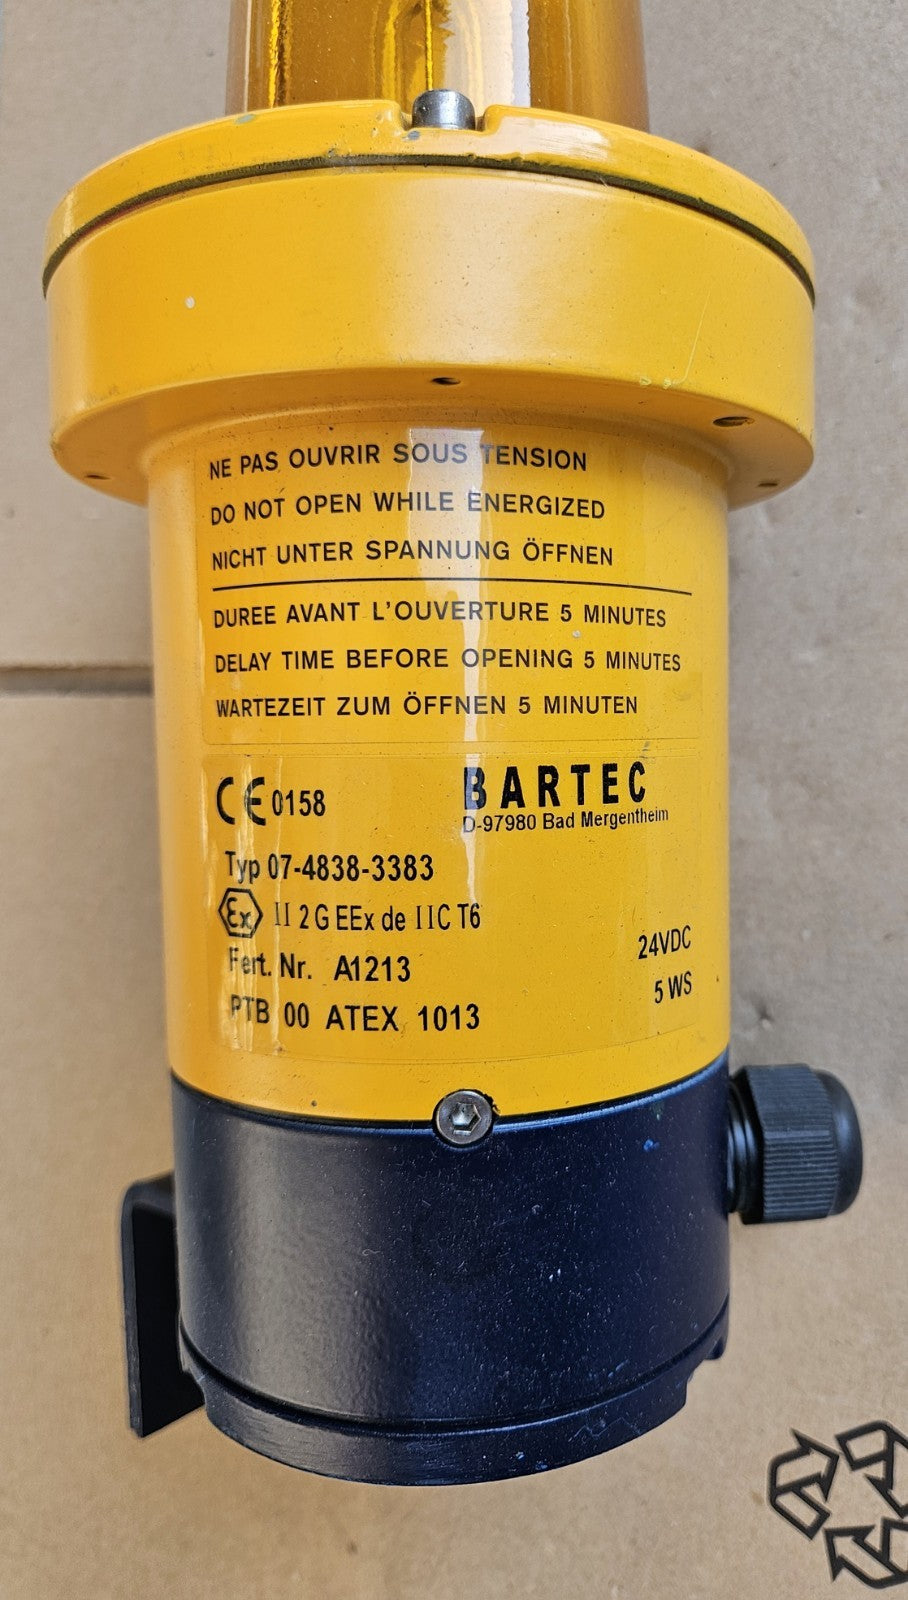 NE PAS OUVRIR SOUS TENSION
DO NOT OPEN WHILE ENERGIZED
NICHT UNTER SPANNUNG ÖFFNEN
DUREE AVANT L'OUVERTURE 5 MINUTES
DELAY TIME BEFORE OPENING 5 MINUTES
WARTEZEIT ZUM ÖFFNEN 5 MINUTEN
CE 0158
BARTEC
D-97980 Bad Mergentheim
Typ 07-4838-3383
Ex II 2 G EEx de IIC T6
24VDC
Fert. Nr. A1213
5 WS
PTB 00 ATEX 1013